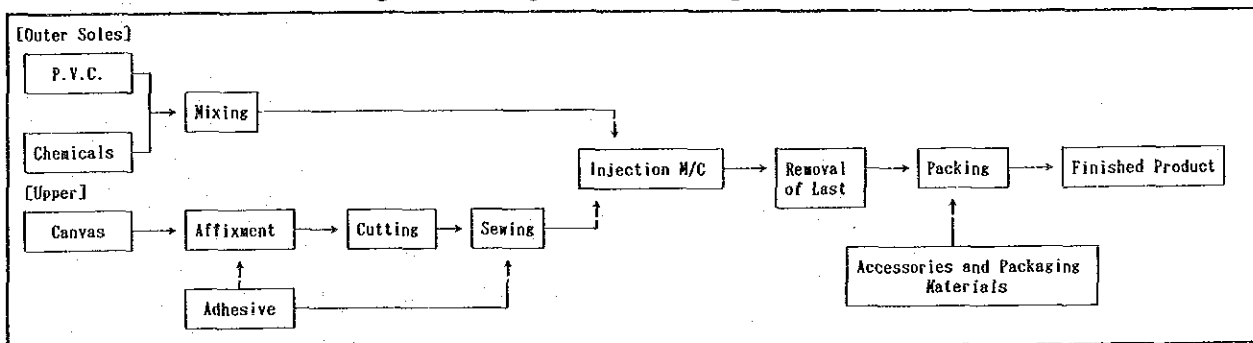 [Outer Soles]
P.V.C.
Mixing
Chemicals
Injection M/C
Removal
of Last
Packing
Finished Product
[Upper]
Canvas
Affixment
Cutting
Sewing
Accessories and Packaging
Materials
Adhesive